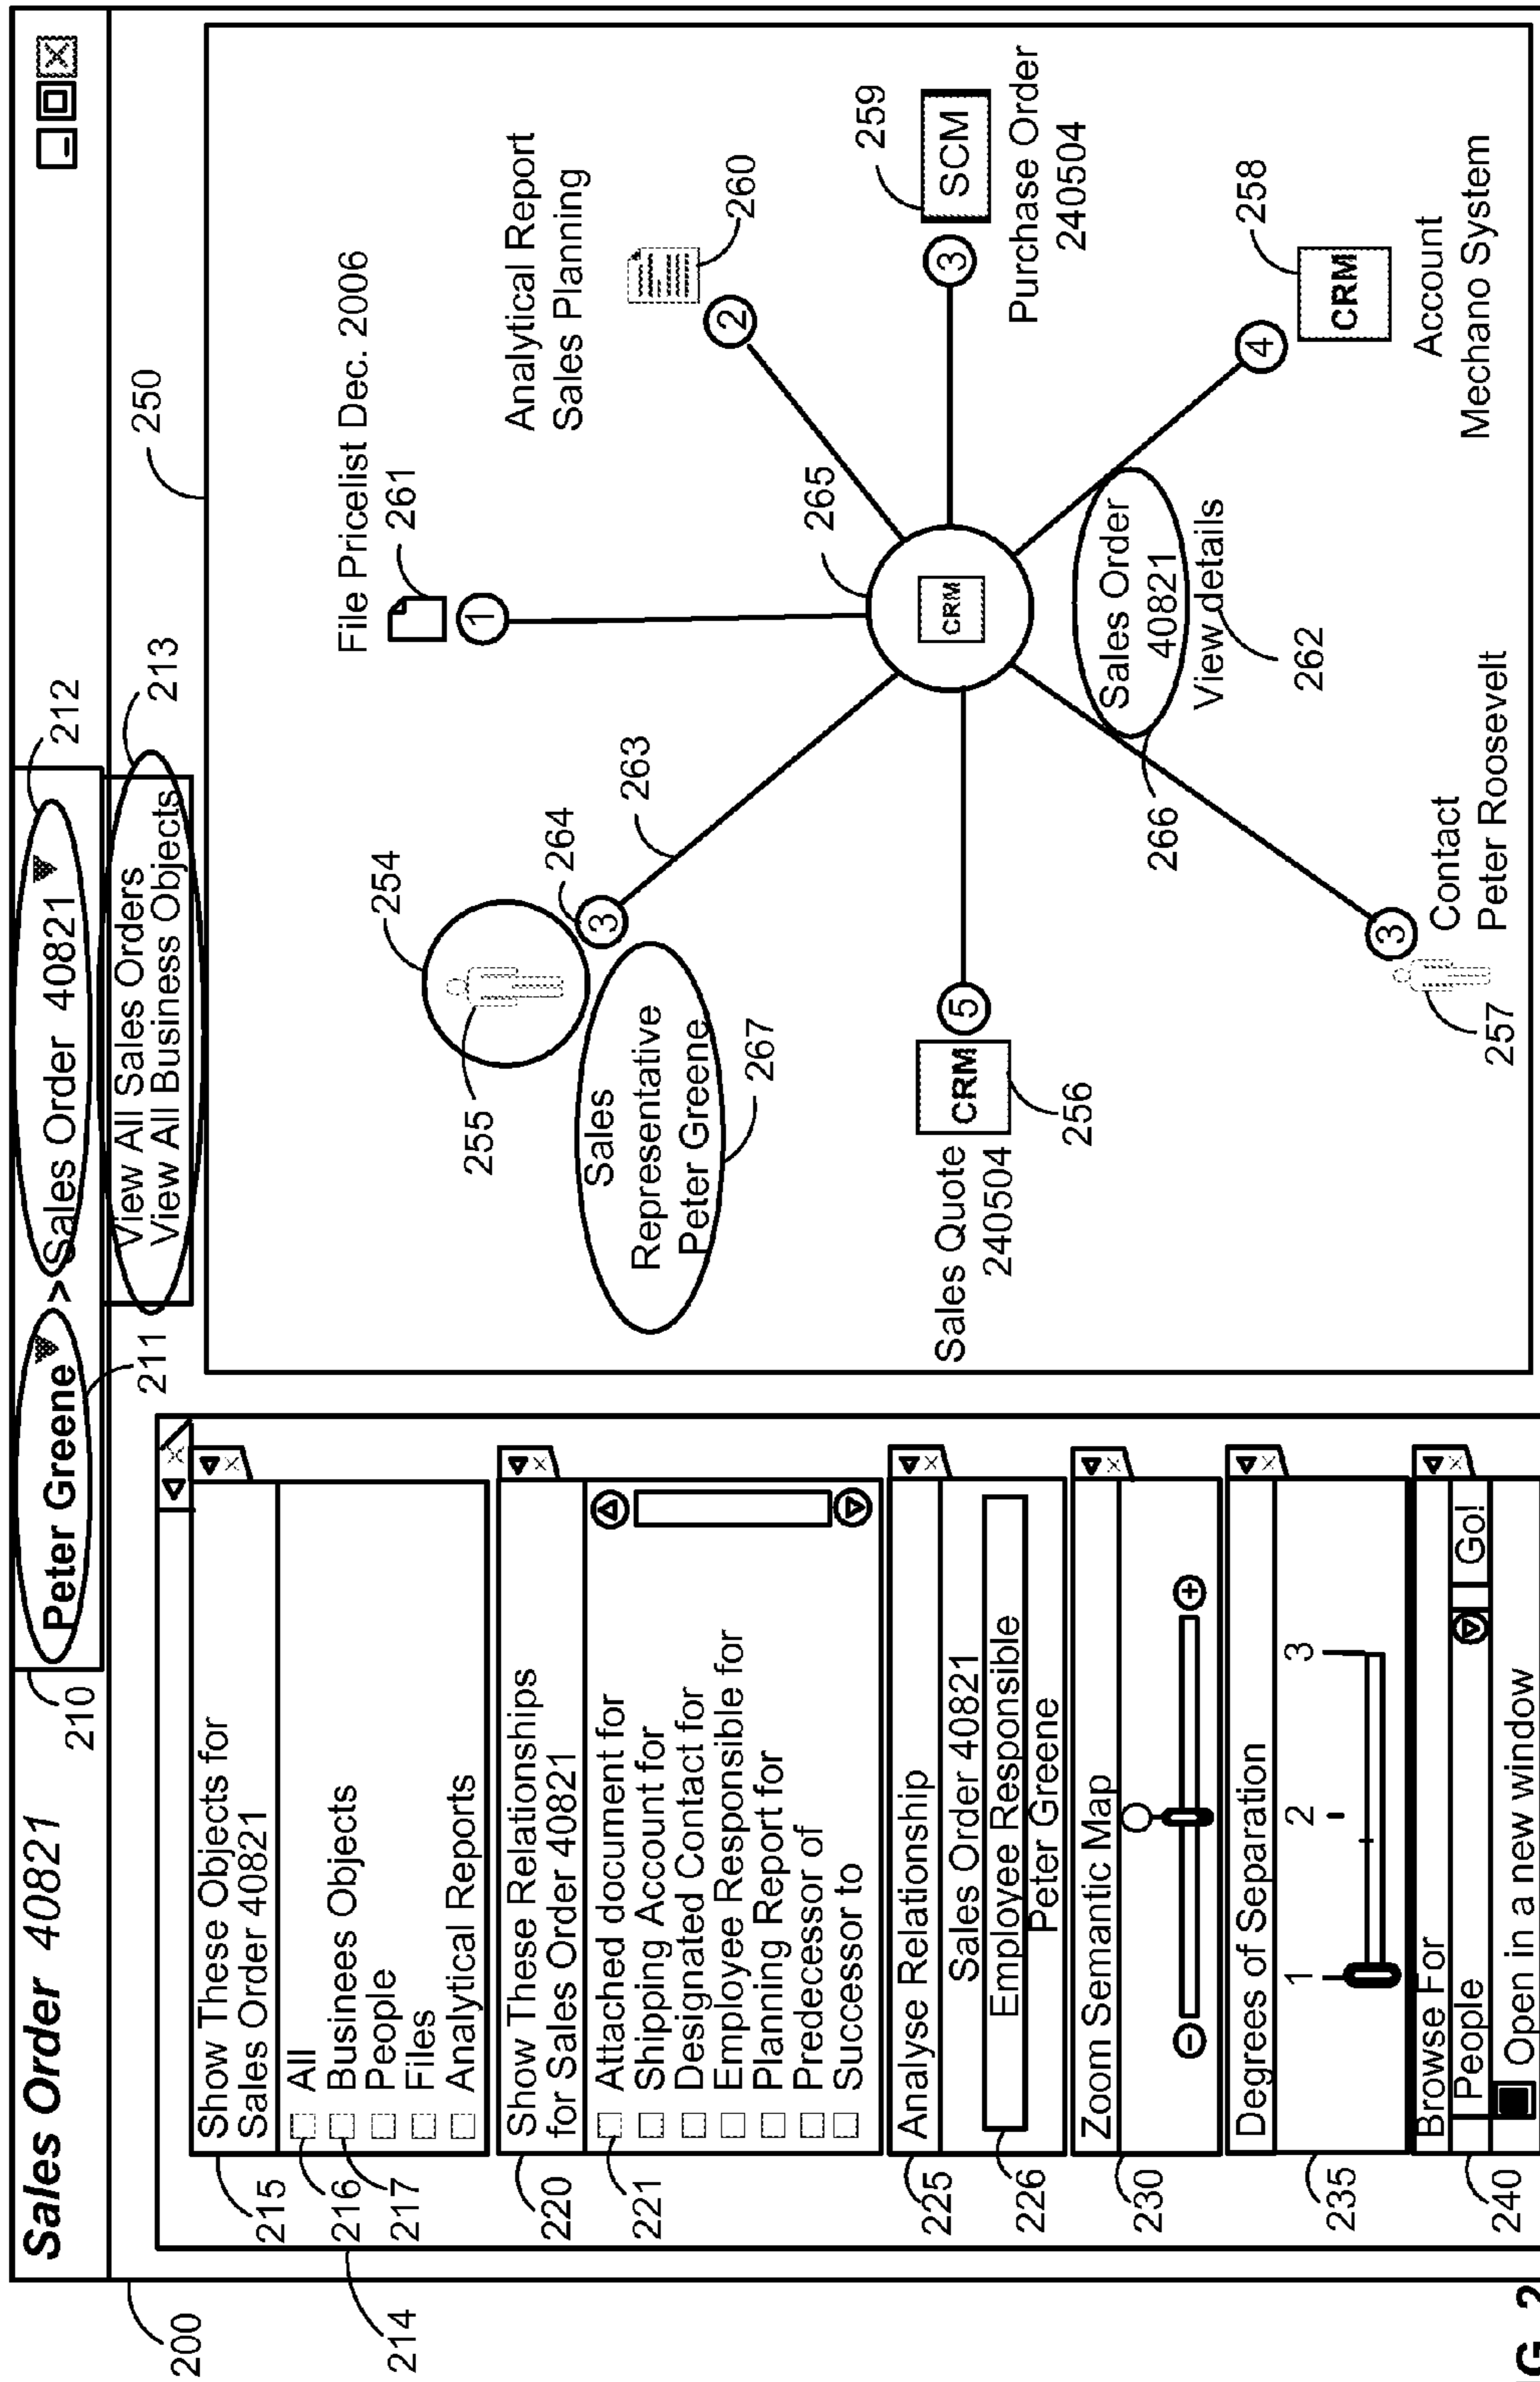 Sales Order 40821
Peter Greene > Sales Order 40821
210
211
212
View All Sales Orders
View All Business Objects
213
200
214
Show These Objects for
Sales Order 40821
215
All
216
Businees Objects
217
People
Files
Analytical Reports
Show These Relationships
for Sales Order 40821
220
Attached document for
221
Shipping Account for
Designated Contact for
Employee Responsible for
Planning Report for
Predecessor of
Successor to
Analyse Relationship
225
Sales Order 40821
Employee Responsible
226
Peter Greene
Zoom Semantic Map
230
Degrees of Separation
1 2 3
235
Browse For
People Go!
240
Open in a new window
250
File Pricelist Dec. 2006
261
1
Analytical Report
Sales Planning
260
2
254
255
264
3
263
Sales
Representative
Peter Greene
267
265
CRM
259
SCM
3
Purchase Order
240504
Sales Quote
240504
CRM
5
256
Sales Order
40821
View details
266
262
258
4
CRM
Account
Mechano System
3
257
Contact
Peter Roosevelt
G. 2